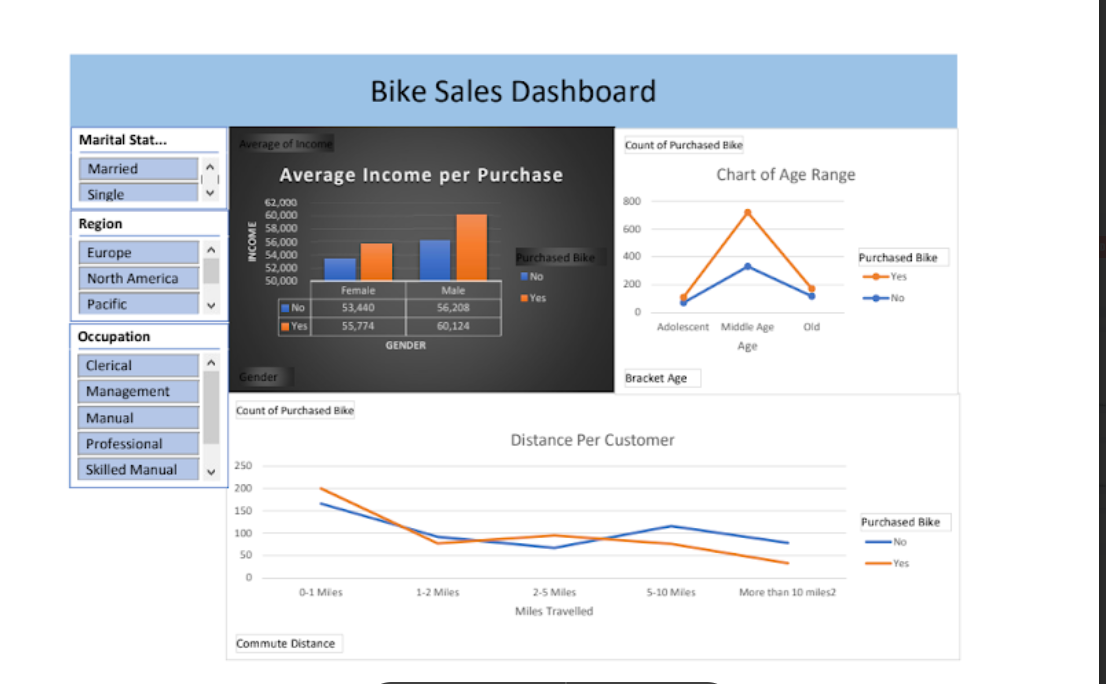 Bike Sales Dashboard
Marital Stat...
Married
Single
Region
Europe
North America
Pacific
Occupation
Clerical
Management
Manual
Professional
Skilled Manual
Average of Income
Average Income per Purchase
INCOME
62,000
60,000
58,000
56,000
54,000
52,000
50,000
Female Male
No 53,440 56,208
Yes 55,774 60,124
GENDER
Purchased Bike
No
Yes
Gender
Count of Purchased Bike
Chart of Age Range
800
600
400
200
0
Adolescent Middle Age Old
Age
Purchased Bike
Yes
No
Bracket Age
Count of Purchased Bike
Distance Per Customer
250
200
150
100
50
0
0-1 Miles 1-2 Miles 2-5 Miles 5-10 Miles More than 10 miles2
Miles Travelled
Purchased Bike
No
Yes
Commute Distance